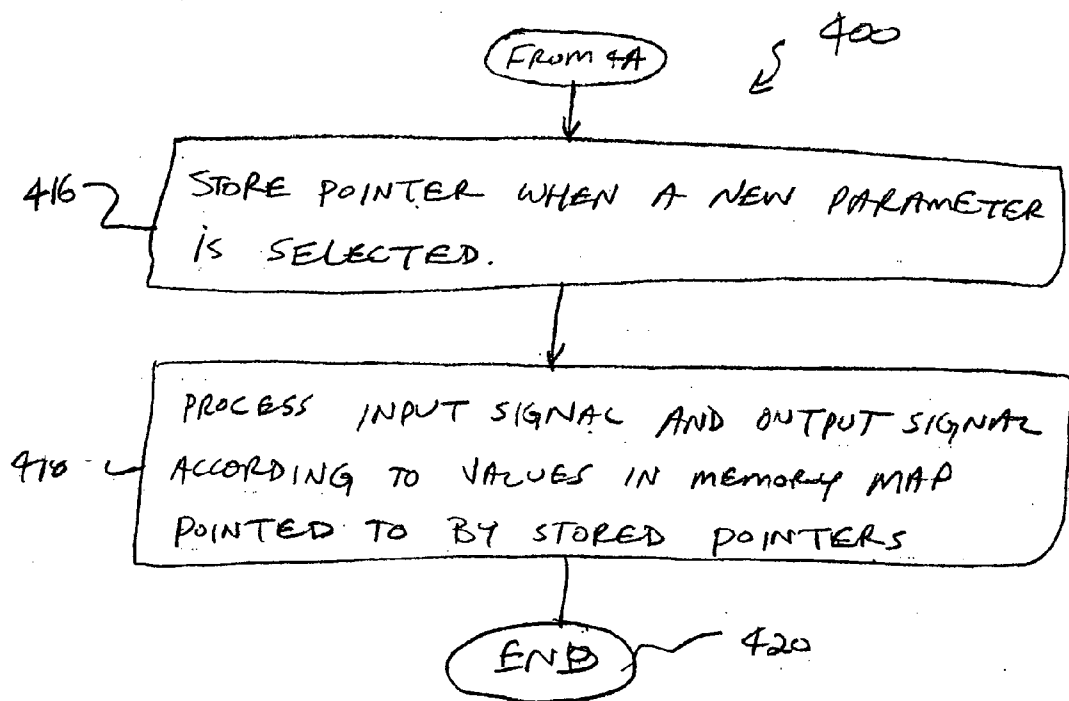 400
FROM 4A
416
STORE POINTER WHEN A NEW PARAMETER
is SELECTED.
418
PROCESS INPUT SIGNAL AND OUTPUT SIGNAL
ACCORDING TO VALUES IN MEMORY MAP
POINTED TO BY STORED POINTERS
END
420